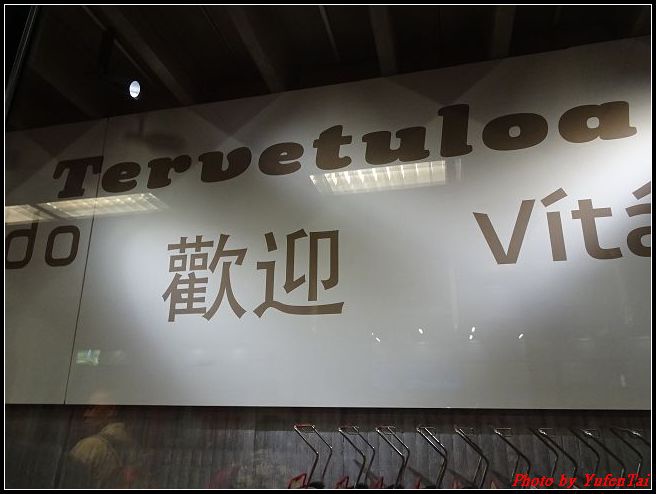 Tervetuloa
do
歡迎
Vítá
Photo by YufenTai